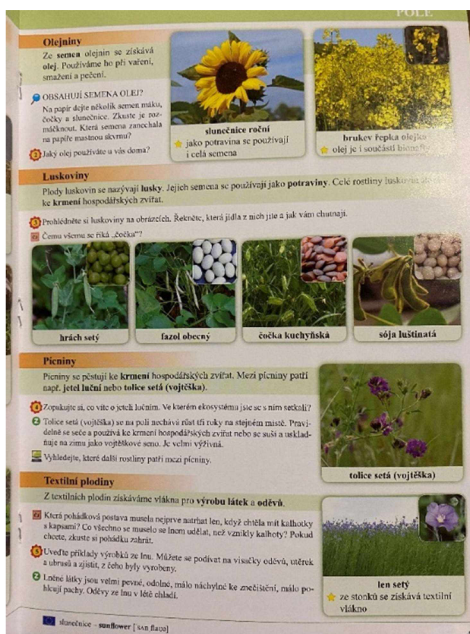 POLE
Olejniny
Ze semen olejnin se získává
olej. Používáme ho při vaření,
smažení a pečení.
OBSAHUJÍ SEMENA OLEJ?
Na papír dejte několik semen máku,
čočky a slunečnice. Zkuste je roz-
máčknout. Která semena zanechala
na papíře mastnou skvrnu?
3 Jaký olej používáte u vás doma?
slunečnice roční
jako potravina se používají
i celá semena
brukev řepka olejka
olej je i součástí
Luskoviny
Plody luskovin se nazývají lusky. Jejich semena se používají jako potraviny. Celé rostliny luskovin
ke krmení hospodářských zvířat.
Prohlédněte si luskoviny na obrázcích. Řekněte, která jídla z nich jíte a jak vám chutnají.
Čemu všemu se říká „čočka“?
hrách setý
fazol obecný
čočka kuchyňská
sója luštinatá
Pícniny
Pícniny se pěstují ke krmení hospodářských zvířat. Mezi pícniny patří
např. jetel luční nebo tolice setá (vojtěška).
4 Zopakujte si, co víte o jeteli lučním. Ve kterém ekosystému jste se s ním setkali?
2 Tolice setá (vojtěška) se na poli nechává růst tři roky na stejném místě. Pravi-
delně se seče a používá ke krmení hospodářských zvířat nebo se suší a usklad-
ňuje na zimu jako vojtěškové seno. Je velmi výživná.
Vyhledejte, které další rostliny patří mezi pícniny.
tolice setá (vojtěška)
Textilní plodiny
Z textilních plodin získáváme vlákna pro výrobu látek a oděvů.
Která pohádková postava musela nejprve natrhat len, když chtěla mít kalhotky
s kapsami? Co všechno se muselo se lnem udělat, než vznikly kalhoty? Pokud
chcete, zkuste si pohádku zahrát.
5 Uveďte příklady výrobků ze lnu. Můžete se podívat na visačky oděvů, utěrek
a ubrusů a zjistit, z čeho byly vyrobeny.
2 Lněné látky jsou velmi pevné, odolné, málo náchylné ke znečištění, málo po-
hlcují pachy. Oděvy ze lnu v létě chladí.
len setý
ze stonků se získává textilní
vlákno
slunečnice – sunflower